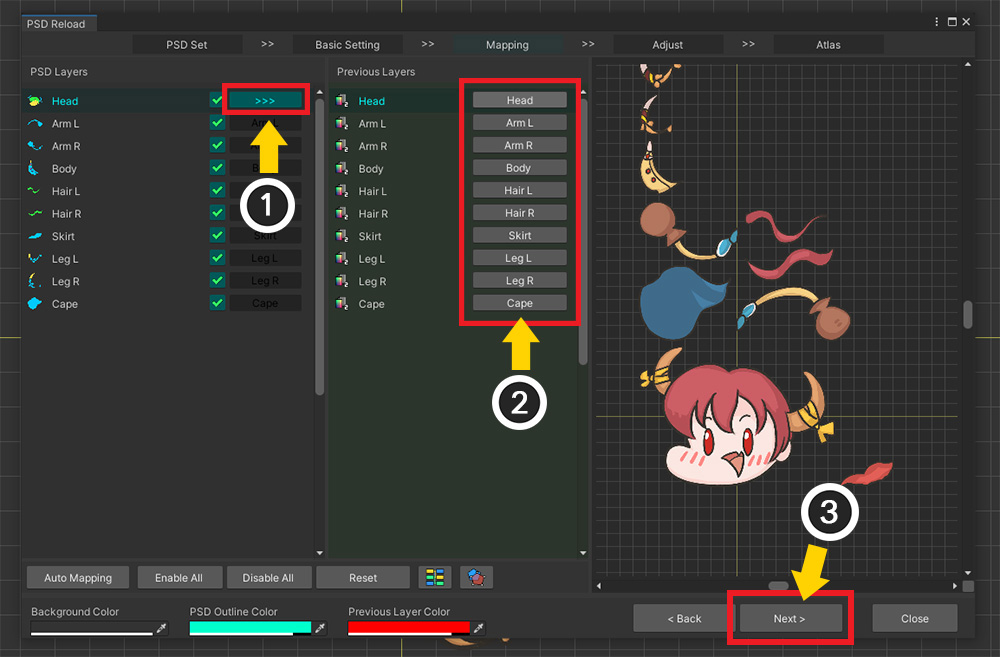 PSD Reload
PSD Set >> Basic Setting >> Mapping >> Adjust >> Atlas
PSD Layers
Head >>>
Arm L
Arm R
Body
Hair L
Hair R
Skirt Skirt
Leg L Leg L
Leg R Leg R
Cape Cape
1
Previous Layers
Head Head
Arm L Arm L
Arm R Arm R
Body Body
Hair L Hair L
Hair R Hair R
Skirt Skirt
Leg L Leg L
Leg R Leg R
Cape Cape
2
3
Auto Mapping Enable All Disable All Reset
Background Color PSD Outline Color Previous Layer Color
< Back Next > Close